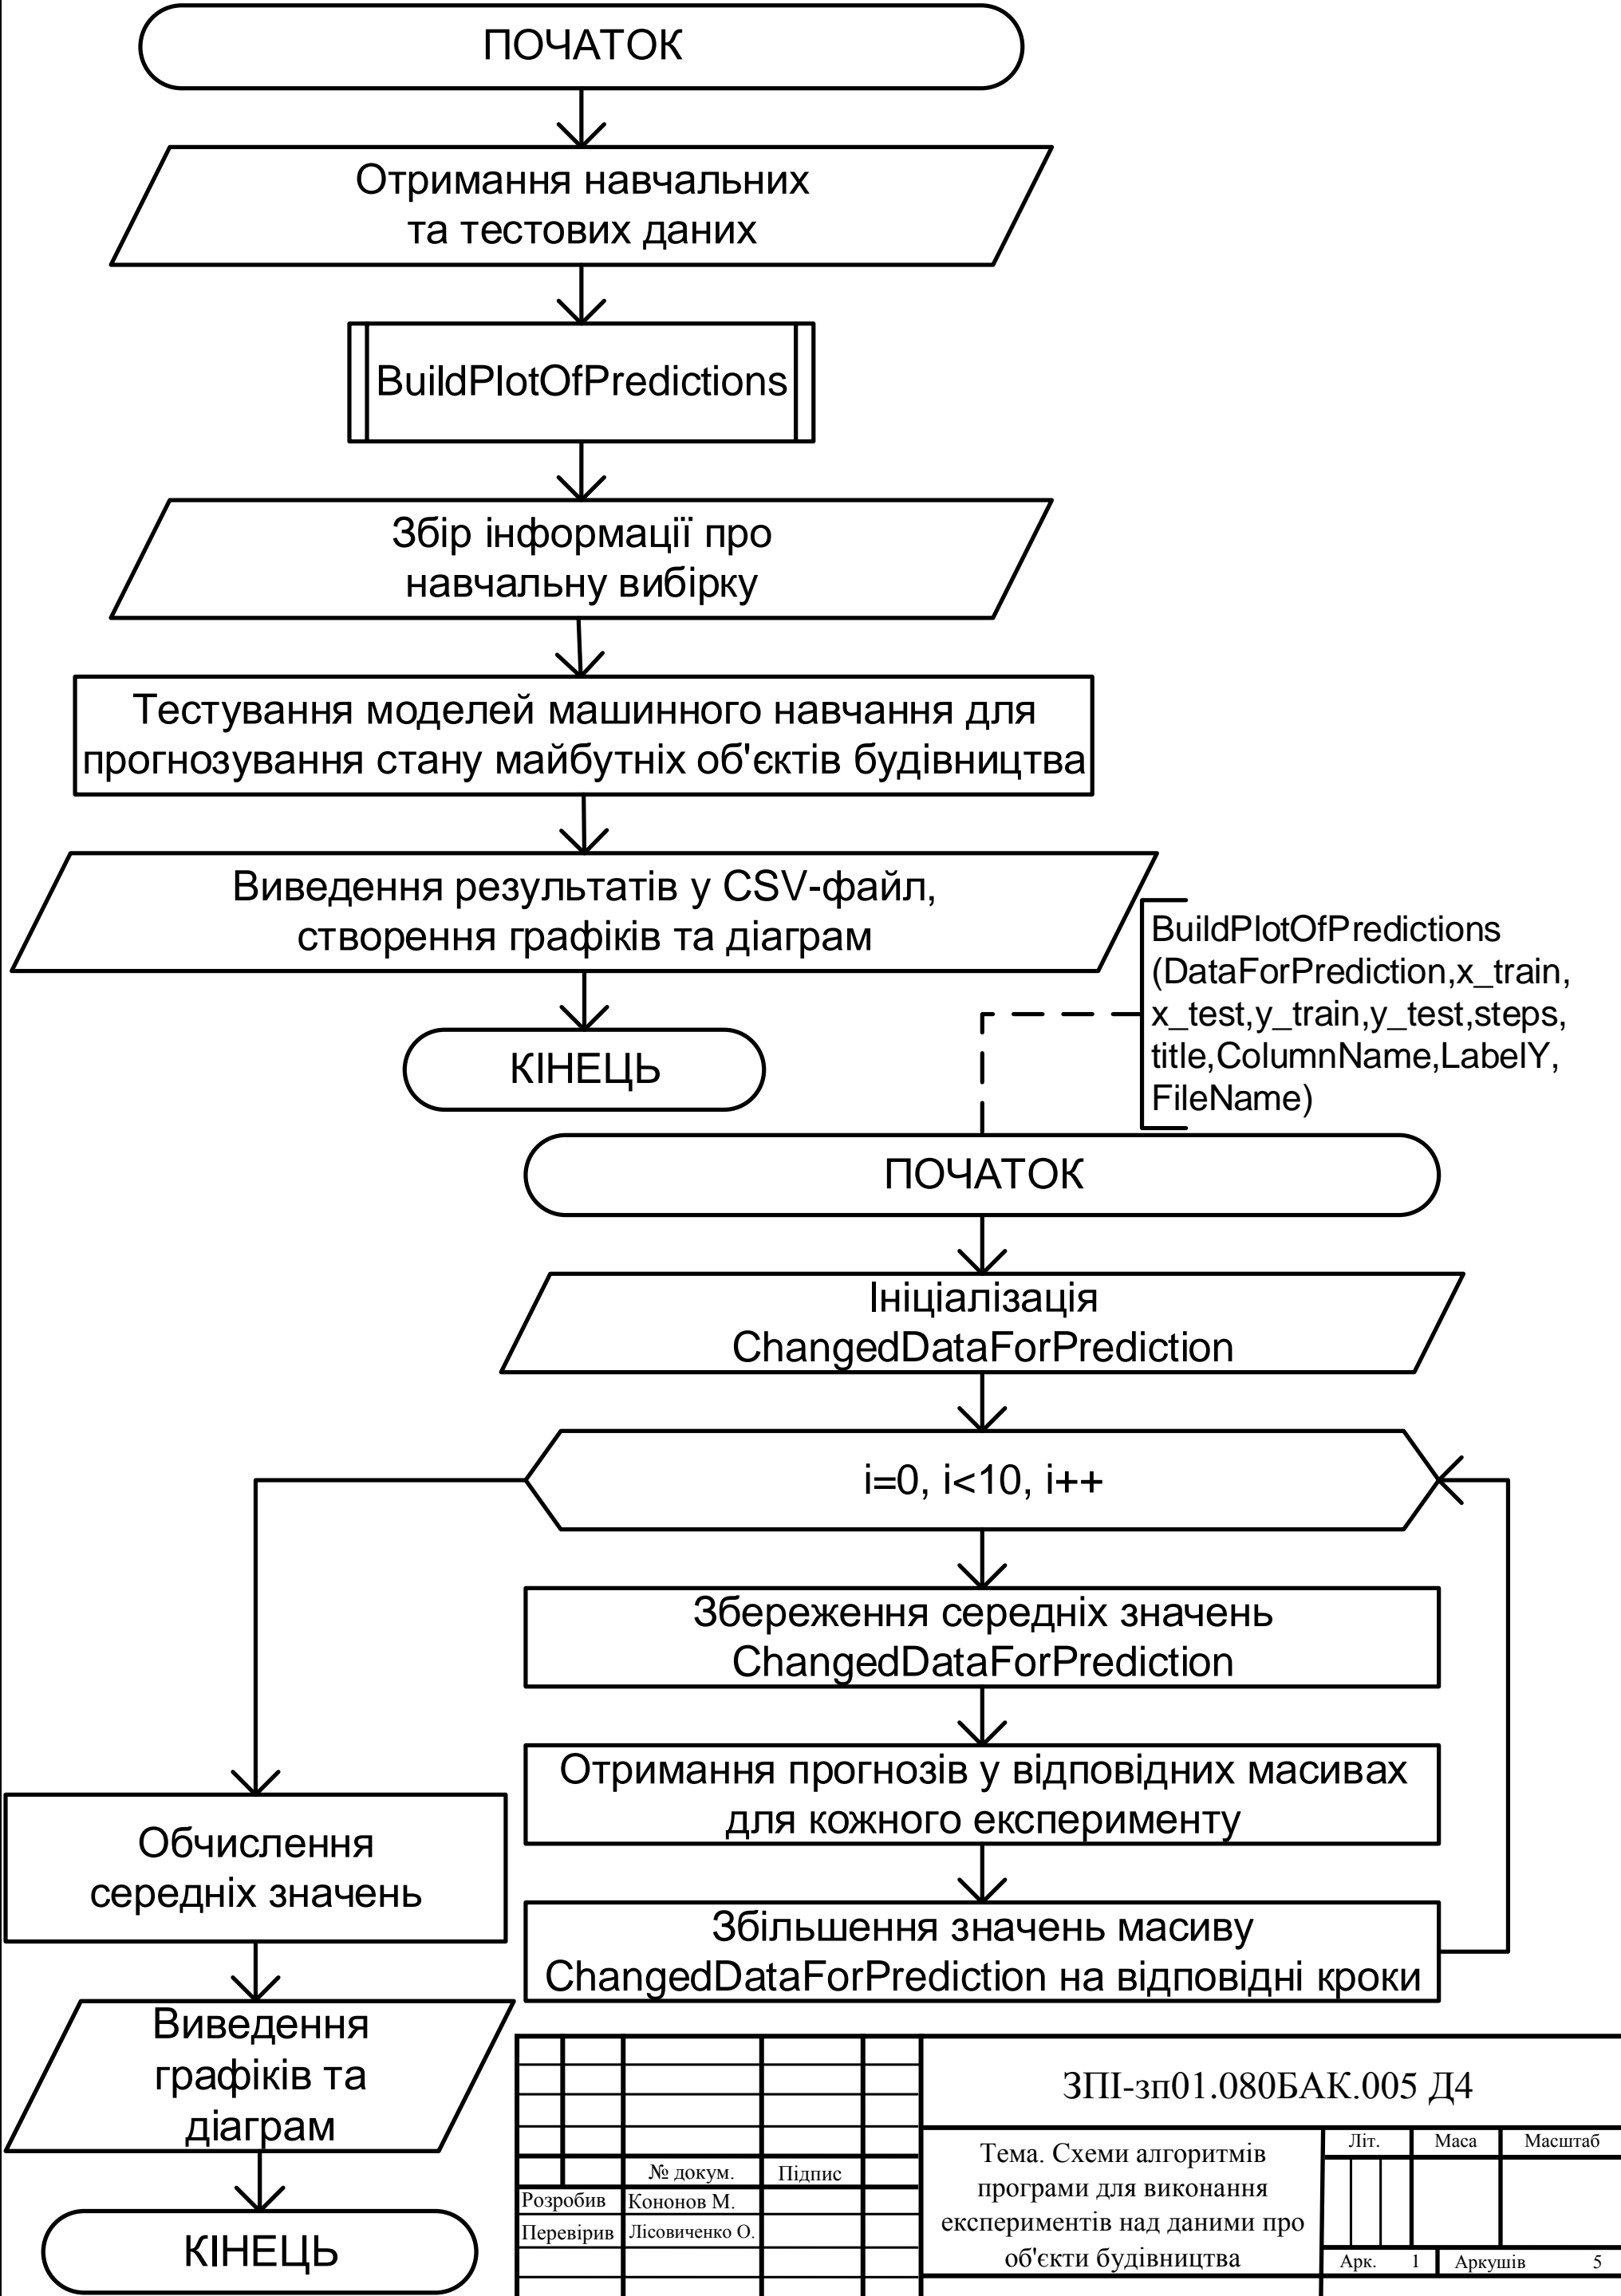 ПОЧАТОК
Отримання навчальних
та тестових даних
BuildPlotOfPredictions
Збір інформації про
навчальну вибірку
Тестування моделей машинного навчання для
прогнозування стану майбутніх об'єктів будівництва
Виведення результатів у CSV-файл,
створення графіків та діаграм
КІНЕЦЬ
BuildPlotOfPredictions
(DataForPrediction,x_train,
x_test,y_train,y_test,steps,
title,ColumnName,LabelY,
FileName)
ПОЧАТОК
Ініціалізація
ChangedDataForPrediction
i=0, i<10, i++
Збереження середніх значень
ChangedDataForPrediction
Отримання прогнозів у відповідних масивах
для кожного експерименту
Збільшення значень масиву
ChangedDataForPrediction на відповідні кроки
Обчислення
середніх значень
Виведення
графіків та
діаграм
КІНЕЦЬ
ЗПІ-зп01.080БАК.005 Д4
Тема. Схеми алгоритмів
програми для виконання
експериментів над даними про
об'єкти будівництва
Літ. Маса Масштаб
№ докум. Підпис
Розробив Кононов М.
Перевірив Лісовиченко О.
Арк. 1 Аркушів 5